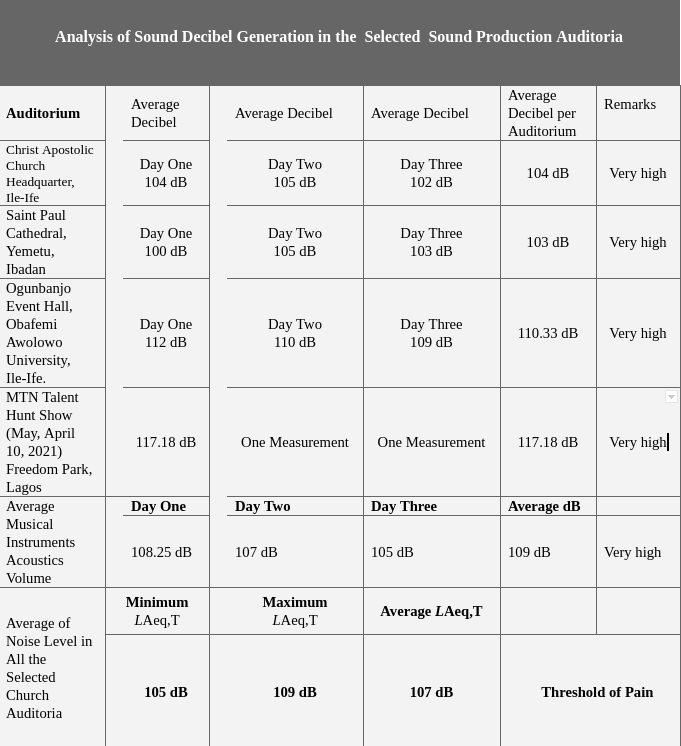 Analysis of Sound Decibel Generation in the Selected Sound Production Auditoria
Auditorium
Average
Decibel
Average Decibel
Average Decibel
Average
Decibel per
Auditorium
Remarks
Christ Apostolic
Church
Headquarter,
Ile-Ife
Day One
104 dB
Day Two
105 dB
Day Three
102 dB
104 dB
Very high
Saint Paul
Cathedral,
Yemetu,
Ibadan
Day One
100 dB
Day Two
105 dB
Day Three
103 dB
103 dB
Very high
Ogunbanjo
Event Hall,
Obafemi
Awolowo
University,
Ile-Ife.
Day One
112 dB
Day Two
110 dB
Day Three
109 dB
110.33 dB
Very high
MTN Talent
Hunt Show
(May, April
10, 2021)
Freedom Park,
Lagos
117.18 dB
One Measurement
One Measurement
117.18 dB
Very high
Average
Musical
Instruments
Acoustics
Volume
Day One
Day Two
Day Three
Average dB
108.25 dB
107 dB
105 dB
109 dB
Very high
Average of
Noise Level in
All the
Selected
Church
Auditoria
Minimum
LAeq,T
Maximum
LAeq,T
Average LAeq,T
105 dB
109 dB
107 dB
Threshold of Pain